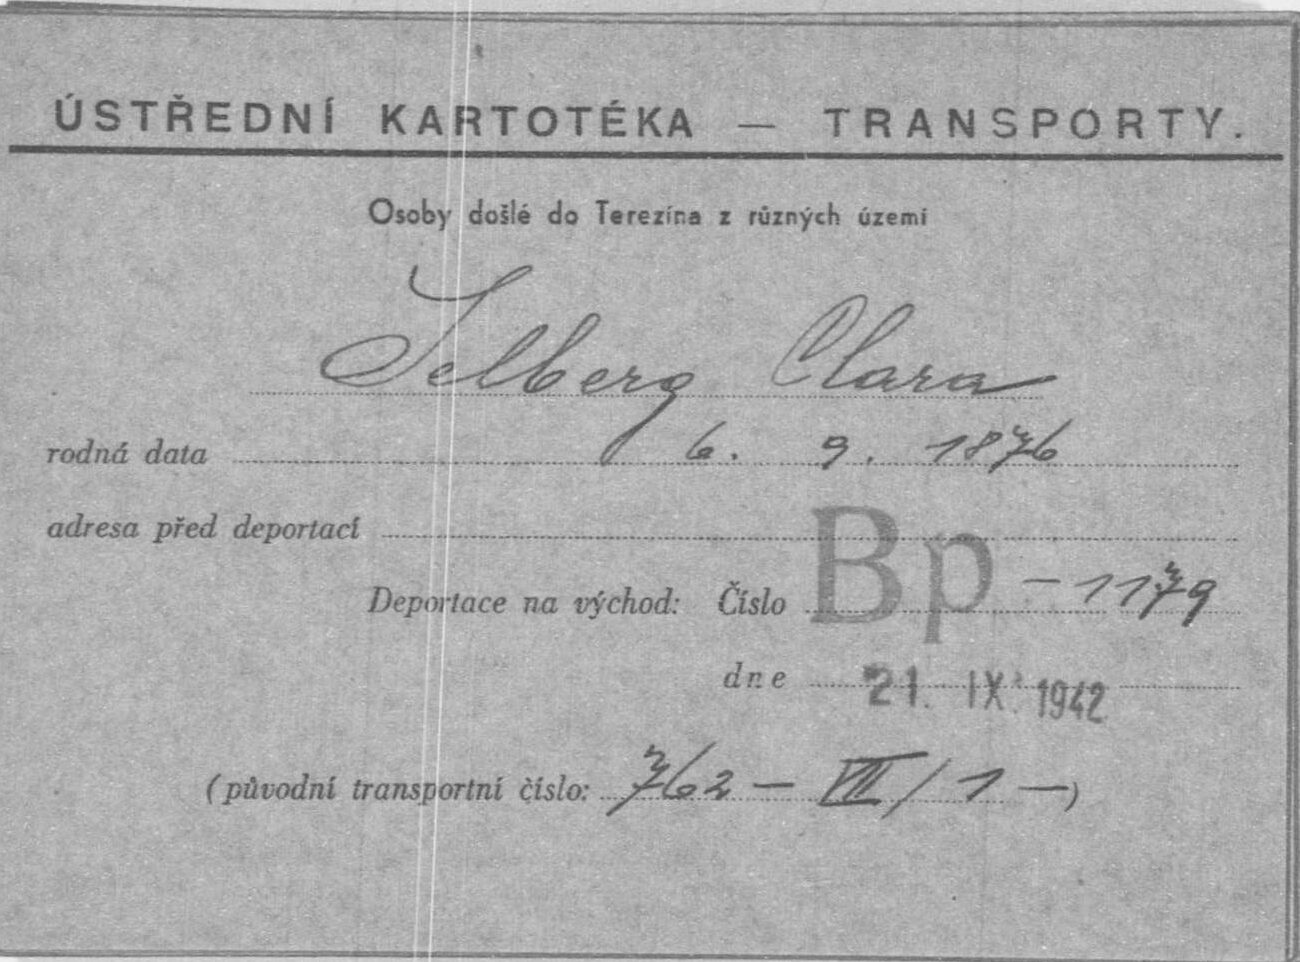 ÚSTŘEDNÍ KARTOTÉKA — TRANSPORTY.
Osoby došlé do Terezína z různých území
Selberg Clara
rodná data 6. 9. 1876
adresa před deportací
Deportace na východ: Číslo Bp – 1179
dne 21. IX. 1942
(původní transportní číslo: 762 – VII/1 –)